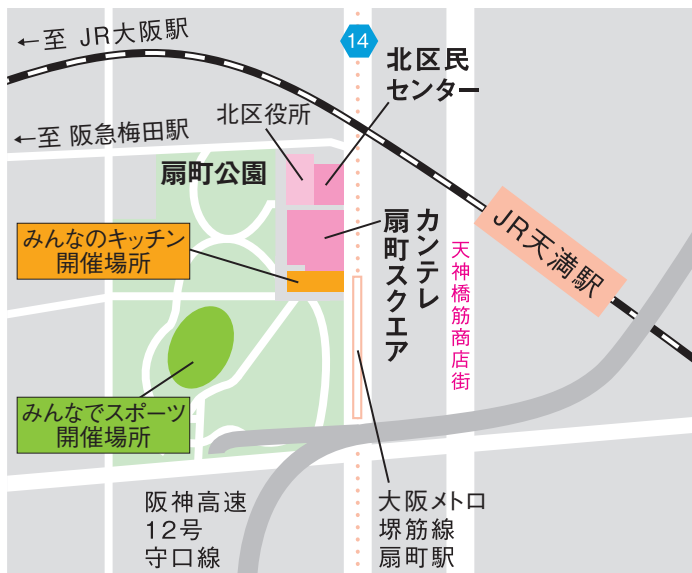 ←至 JR大阪駅
14
北区民
センター
北区役所
←至 阪急梅田駅
扇町公園
みんなのキッチン
開催場所
カンテレ
扇町スクエア
JR天満駅
天神橋筋商店街
みんなでスポーツ
開催場所
阪神高速
12号
守口線
大阪メトロ
堺筋線
扇町駅